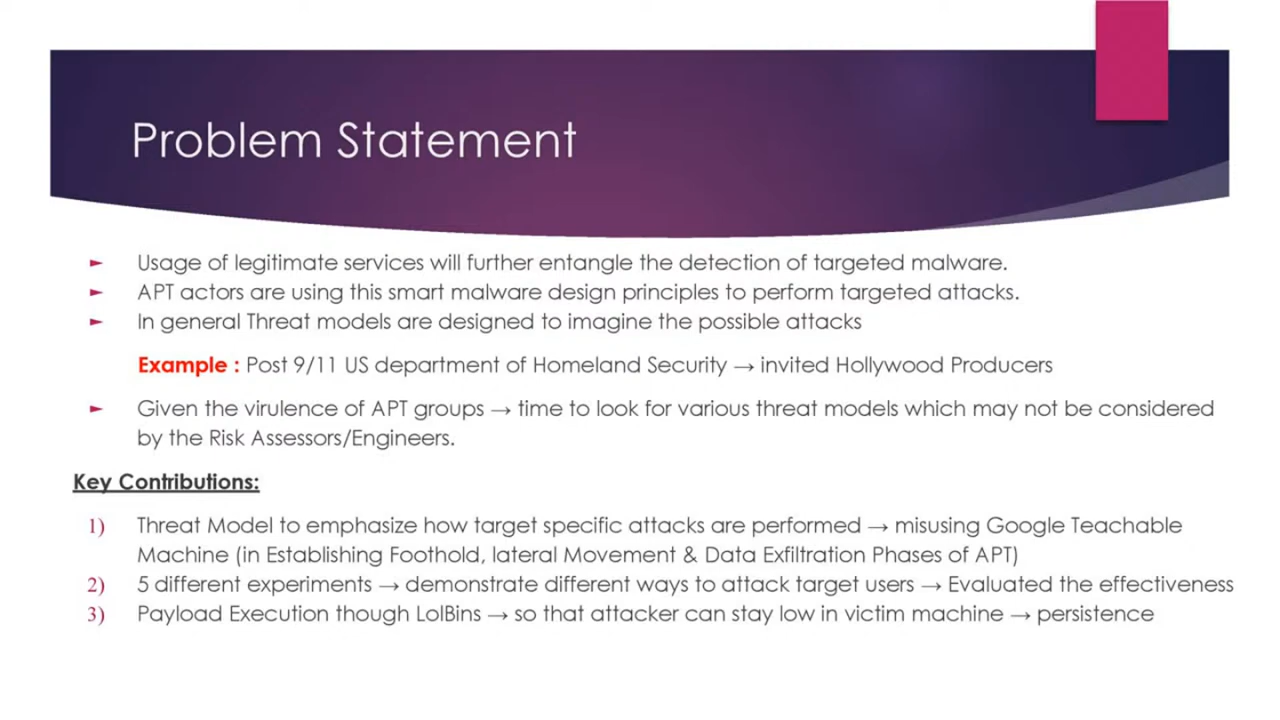 Problem Statement
► Usage of legitimate services will further entangle the detection of targeted malware.
► APT actors are using this smart malware design principles to perform targeted attacks.
► In general Threat models are designed to imagine the possible attacks
Example : Post 9/11 US department of Homeland Security → invited Hollywood Producers
► Given the virulence of APT groups → time to look for various threat models which may not be considered
by the Risk Assessors/Engineers.
Key Contributions:
1) Threat Model to emphasize how target specific attacks are performed → misusing Google Teachable
Machine (in Establishing Foothold, lateral Movement & Data Exfiltration Phases of APT)
2) 5 different experiments → demonstrate different ways to attack target users → Evaluated the effectiveness
3) Payload Execution though LolBins → so that attacker can stay low in victim machine → persistence